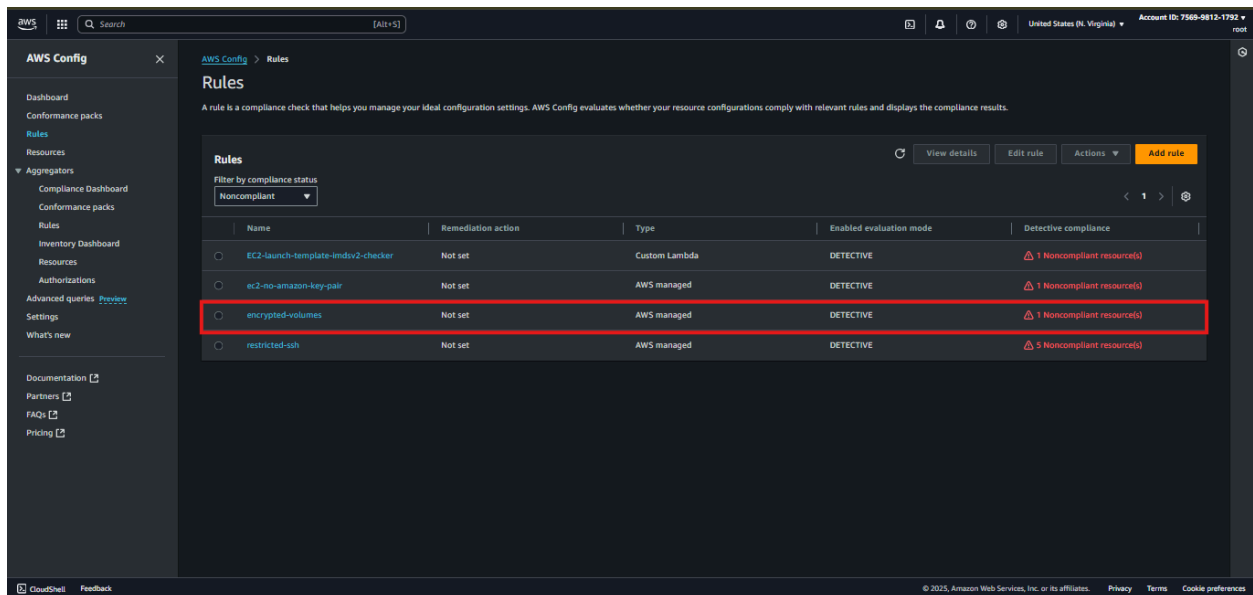 aws
Search
[Alt+S]
United States (N. Virginia)
Account ID: 7569-9812-1792
root
AWS Config
Dashboard
Conformance packs
Rules
Resources
Aggregators
Compliance Dashboard
Conformance packs
Rules
Inventory Dashboard
Resources
Authorizations
Advanced queries Preview
Settings
What's new
Documentation
Partners
FAQs
Pricing
AWS Config > Rules
Rules
A rule is a compliance check that helps you manage your ideal configuration settings. AWS Config evaluates whether your resource configurations comply with relevant rules and displays the compliance results.
Rules
View details
Edit rule
Actions
Add rule
Filter by compliance status
Noncompliant
1
Name Remediation action Type Enabled evaluation mode Detective compliance
EC2-launch-template-imdsv2-checker Not set Custom Lambda DETECTIVE 1 Noncompliant resource(s)
ec2-no-amazon-key-pair Not set AWS managed DETECTIVE 1 Noncompliant resource(s)
encrypted-volumes Not set AWS managed DETECTIVE 1 Noncompliant resource(s)
restricted-ssh Not set AWS managed DETECTIVE 5 Noncompliant resource(s)
CloudShell Feedback
© 2025, Amazon Web Services, Inc. or its affiliates. Privacy Terms Cookie preferences